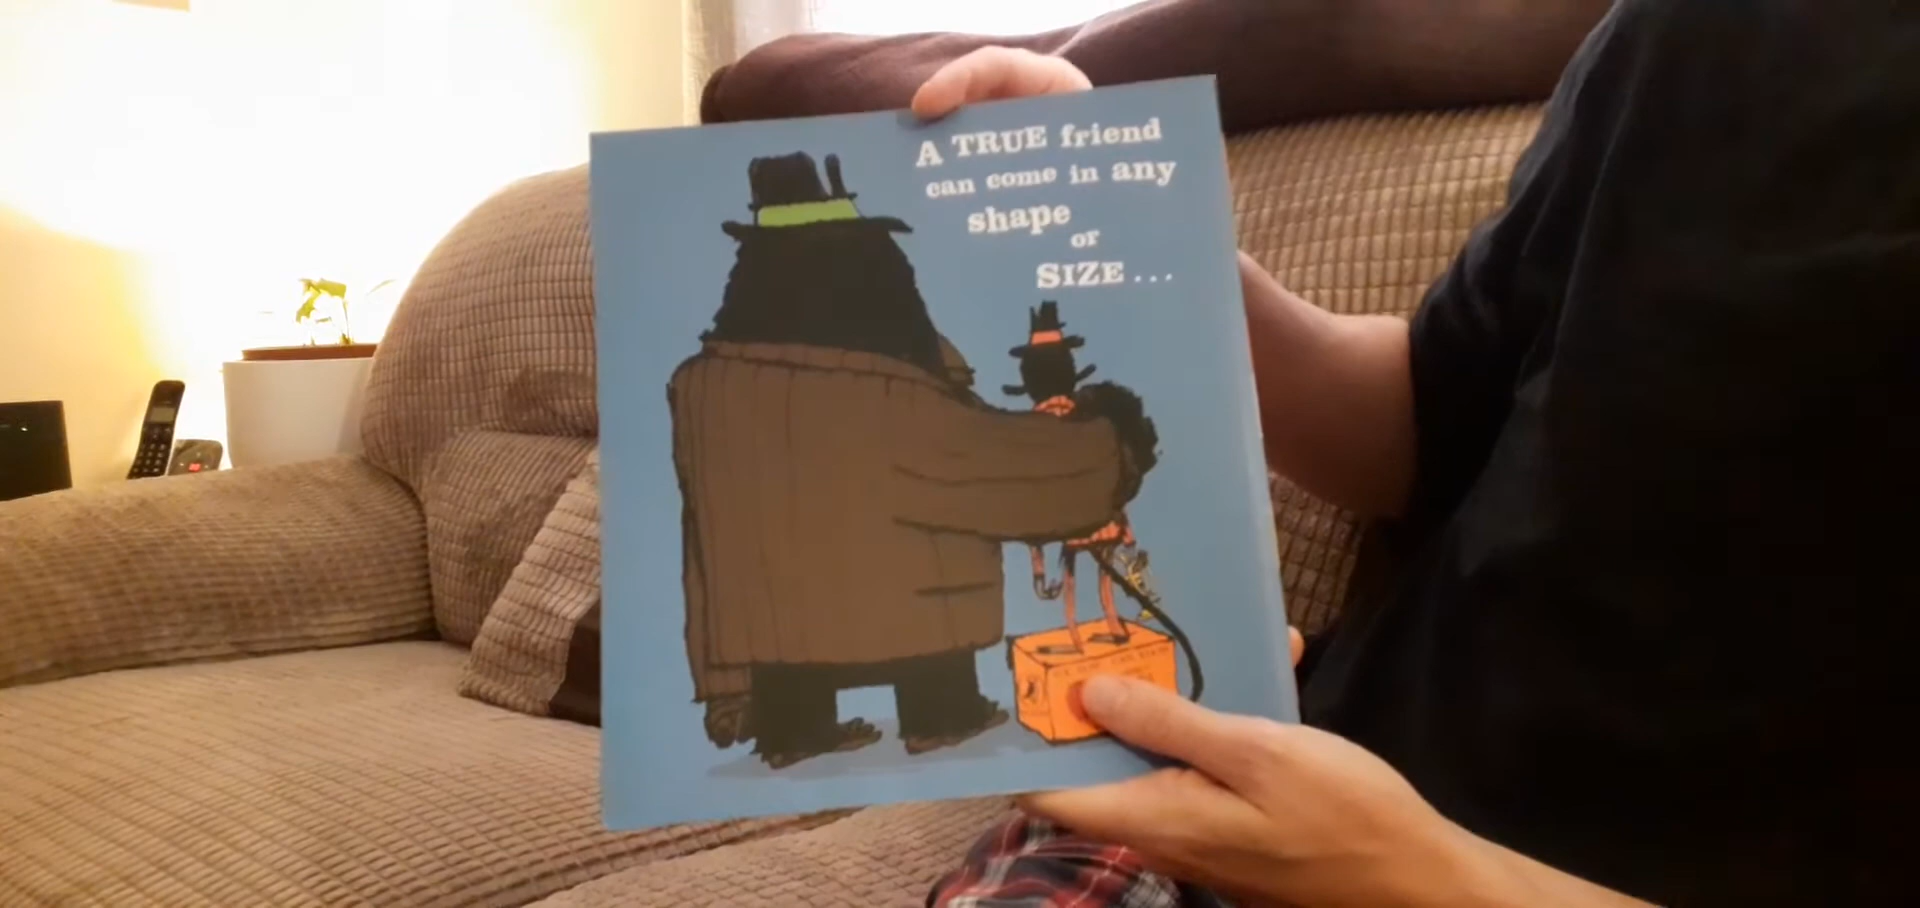 A TRUE friend
can come in any
shape
or
SIZE...